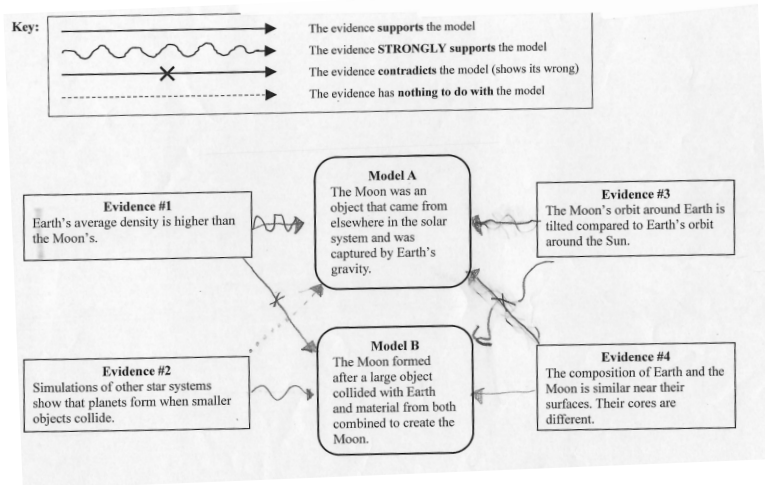 Key:
The evidence supports the model
The evidence STRONGLY supports the model
The evidence contradicts the model (shows its wrong)
The evidence has nothing to do with the model
Model A
The Moon was an
object that came from
elsewhere in the solar
system and was
captured by Earth's
gravity.
Evidence #1
Earth's average density is higher than
the Moon's.
Evidence #3
The Moon's orbit around Earth is
tilted compared to Earth's orbit
around the Sun.
Model B
The Moon formed
after a large object
collided with Earth
and material from both
combined to create the
Moon.
Evidence #2
Simulations of other star systems
show that planets form when smaller
objects collide.
Evidence #4
The composition of Earth and the
Moon is similar near their
surfaces. Their cores are
different.